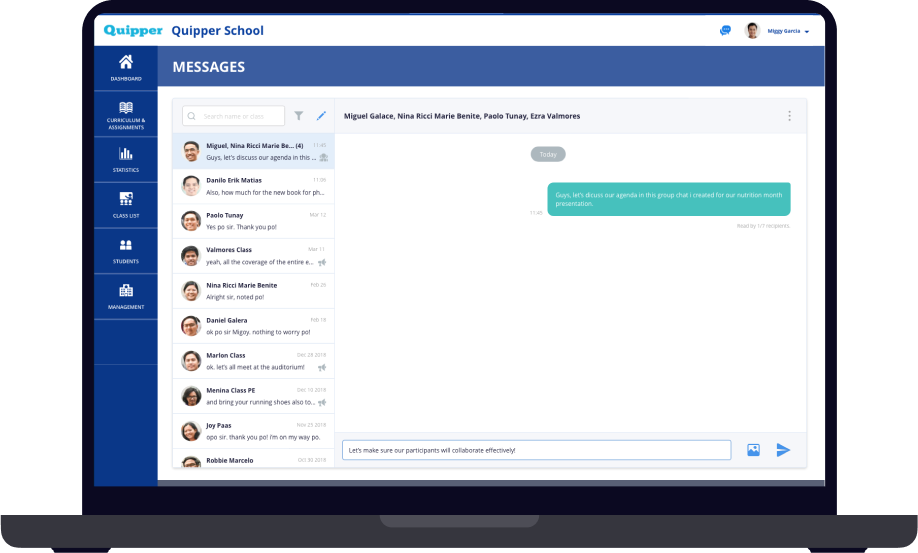 Quipper Quipper School
Miggy Garcia
DASHBOARD
CURRICULUM &
ASSIGNMENTS
STATISTICS
CLASS LIST
STUDENTS
MANAGEMENT
MESSAGES
Search name or class
Miguel, Nina Ricci Marie Be... (4) 11:45
Guys, let's discuss our agenda in this ...
Danilo Erik Matias 11:05
Also, how much for the new book for ph...
Paolo Tunay Mar 12
Yes po sir, Thank you po!
Valmores Class Mar 11
yeah, all the coverage of the entire e...
Nina Ricci Marie Benite Feb 25
Alright sir, noted po!
Daniel Galera Feb 18
ok po sir Migoy. nothing to worry po!
Marlon Class Dec 28 2018
ok. let's all meet at the auditorium!
Menina Class PE Dec 10 2018
and bring your running shoes also to...
Joy Paas Nov 25 2018
opo sir. thank you po! i'm on my way po.
Robbie Marcelo Oct 30 2018
Miguel Galace, Nina Ricci Marie Benite, Paolo Tunay, Ezra Valmores
Today
Guys, let's dicuss our agenda in this group chat i created for our nutrition month
presentation.
11:45
Read by 7/7 recipients.
Let's make sure our participants will collaborate effectively!